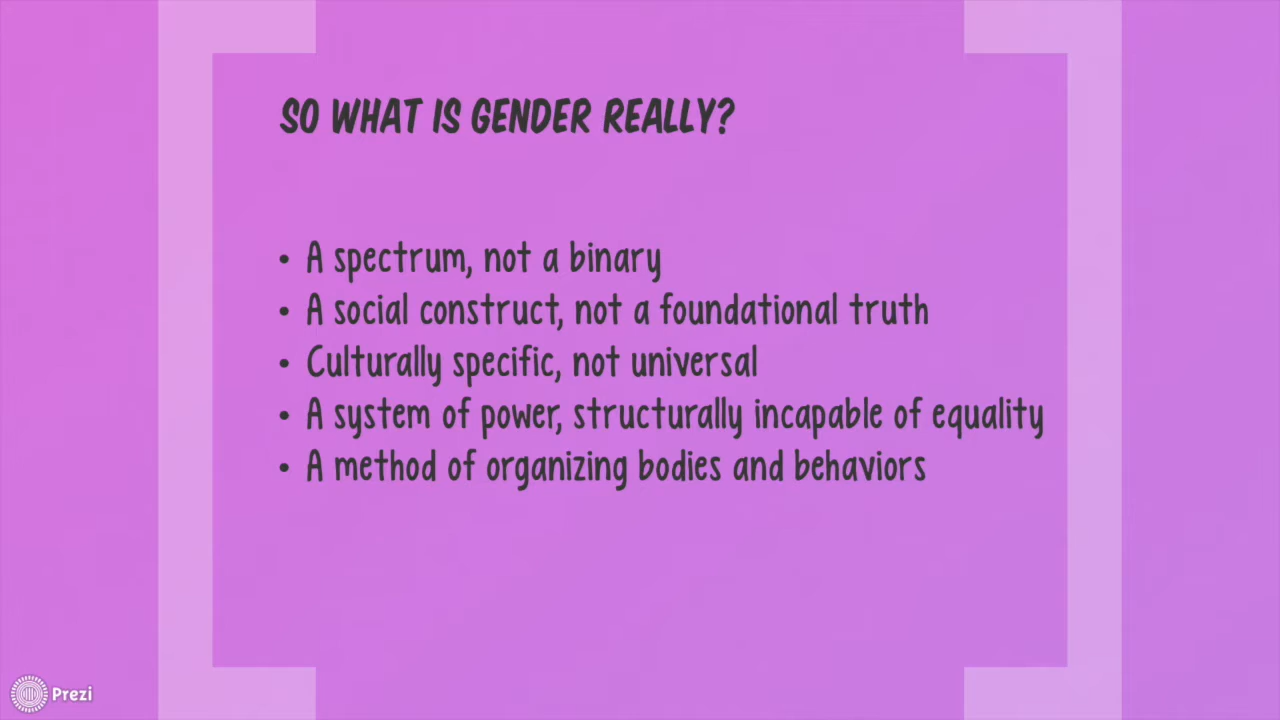 SO WHAT IS GENDER REALLY?
• A spectrum, not a binary
• A social construct, not a foundational truth
• Culturally specific, not universal
• A system of power, structurally incapable of equality
• A method of organizing bodies and behaviors
Prezi